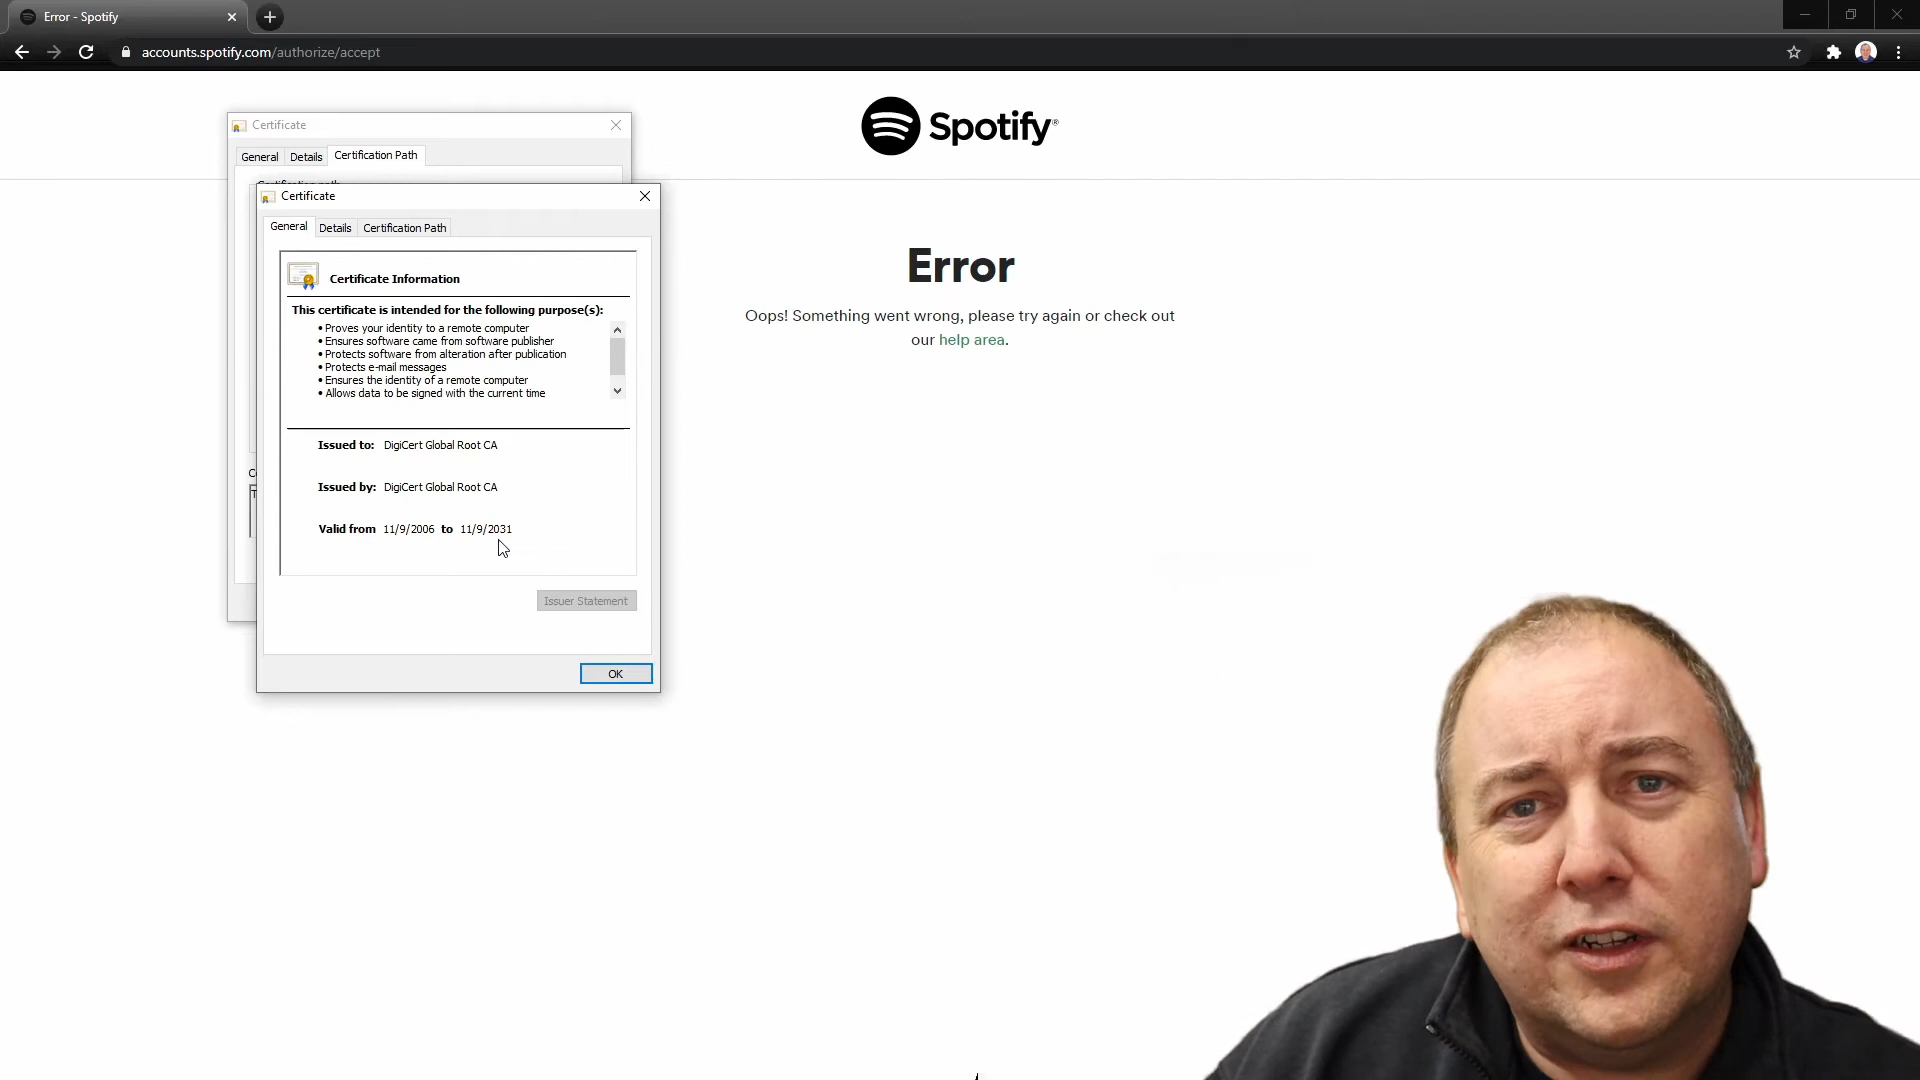 Error - Spotify
accounts.spotify.com/authorize/accept
Spotify®
Certificate
General Details Certification Path
Certification path
Certificate
General Details Certification Path
Certificate Information
This certificate is intended for the following purpose(s):
• Proves your identity to a remote computer
• Ensures software came from software publisher
• Protects software from alteration after publication
• Protects e-mail messages
• Ensures the identity of a remote computer
• Allows data to be signed with the current time
Issued to: DigiCert Global Root CA
Issued by: DigiCert Global Root CA
Valid from 11/9/2006 to 11/9/2031
Issuer Statement
OK
Error
Oops! Something went wrong, please try again or check out
our help area.